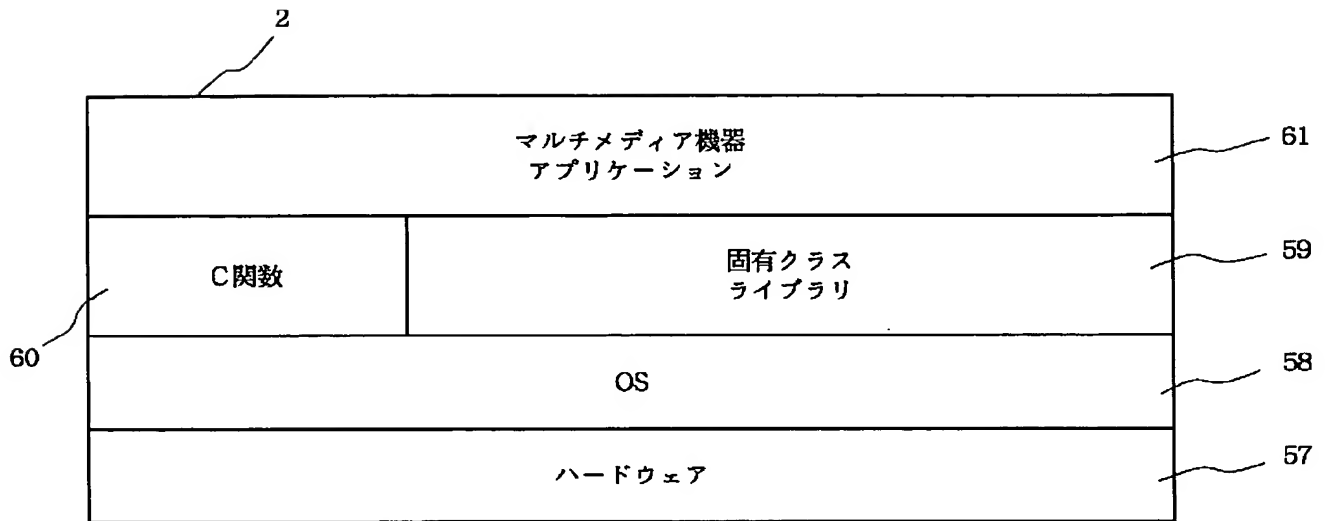 2
マルチメディア機器
アプリケーション
61
C関数
固有クラス
ライブラリ
59
60
OS
58
ハードウェア
57